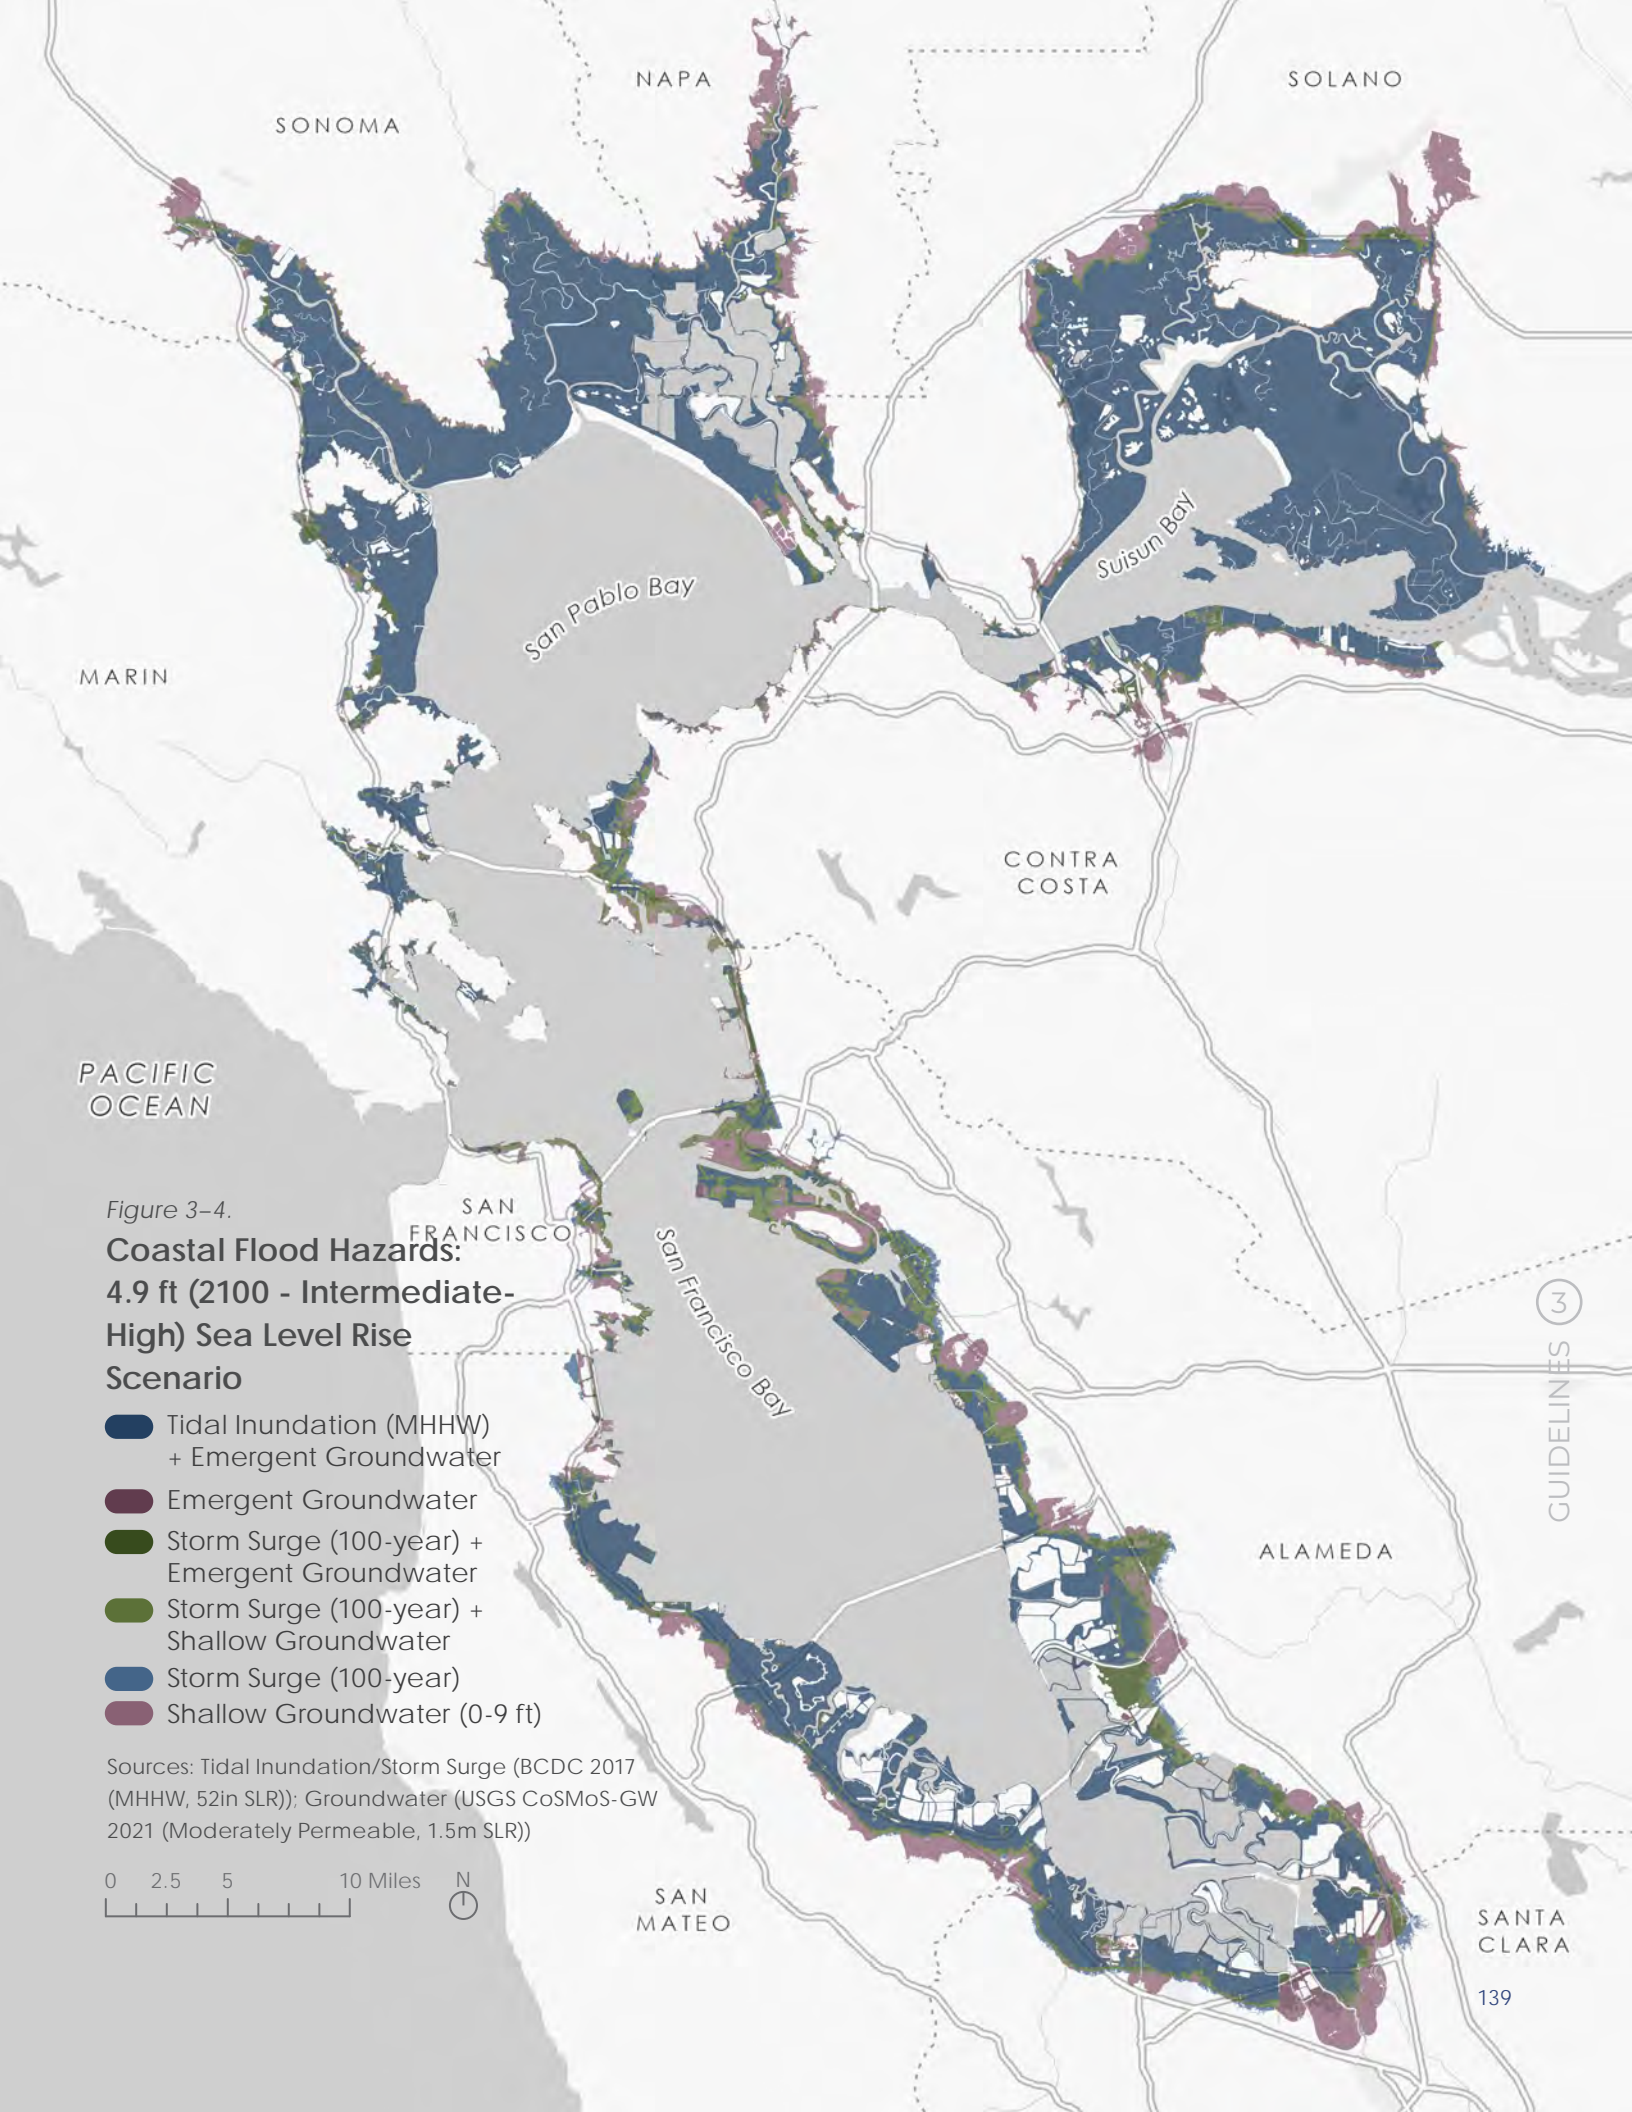 NAPA
SOLANO
SONOMA
Suisun Bay
San Pablo Bay
MARIN
CONTRA
COSTA
PACIFIC
OCEAN
SAN
FRANCISCO
San Francisco Bay
Figure 3–4.
Coastal Flood Hazards:
4.9 ft (2100 - Intermediate-
High) Sea Level Rise
Scenario
Tidal Inundation (MHHW)
+ Emergent Groundwater
Emergent Groundwater
Storm Surge (100-year) +
Emergent Groundwater
Storm Surge (100-year) +
Shallow Groundwater
Storm Surge (100-year)
Shallow Groundwater (0-9 ft)
Sources: Tidal Inundation/Storm Surge (BCDC 2017
(MHHW, 52in SLR)); Groundwater (USGS CoSMoS-GW
2021 (Moderately Permeable, 1.5m SLR))
0 2.5 5 10 Miles N
ALAMEDA
SAN
MATEO
SANTA
CLARA
GUIDELINES 3
139